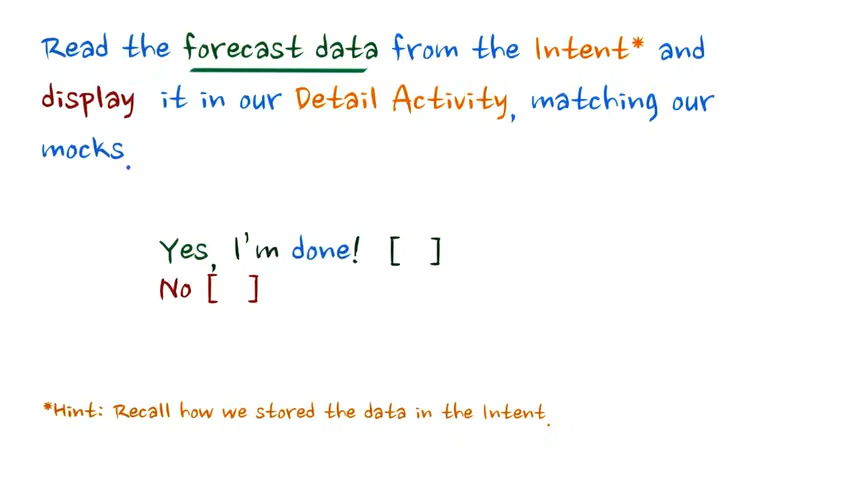 Read the forecast data from the Intent* and
display it in our Detail Activity, matching our
mocks.
Yes, I'm done! [ ]
No [ ]
*Hint: Recall how we stored the data in the Intent.